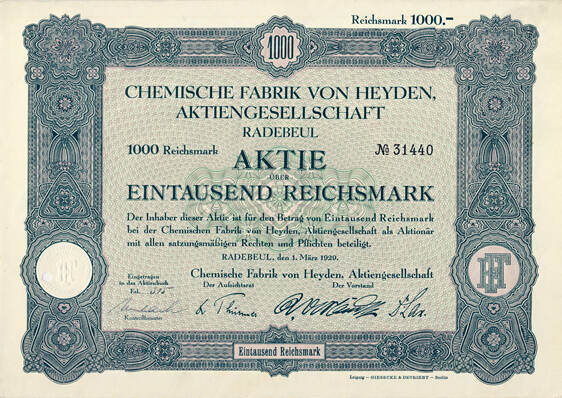 Reichsmark 1000.-
1000
CHEMISCHE FABRIK VON HEYDEN,
AKTIENGESELLSCHAFT
RADEBEUL
1000 Reichsmark
AKTIE
№ 31440
ÜBER
EINTAUSEND REICHSMARK
Der Inhaber dieser Aktie ist für den Betrag von Eintausend Reichsmark
bei der Chemischen Fabrik von Heyden, Aktiengesellschaft als Aktionär
mit allen satzungsmäßigen Rechten und Pflichten beteiligt.
RADEBEUL, den 1. März 1929.
Eingetragen
in das Aktienbuch
Fol.
Chemische Fabrik von Heyden, Aktiengesellschaft
Der Aufsichtsrat
Der Vorstand
Kontrollbeamter
Eintausend Reichsmark
Leipzig – GIESECKE & DEVRIENT – Berlin